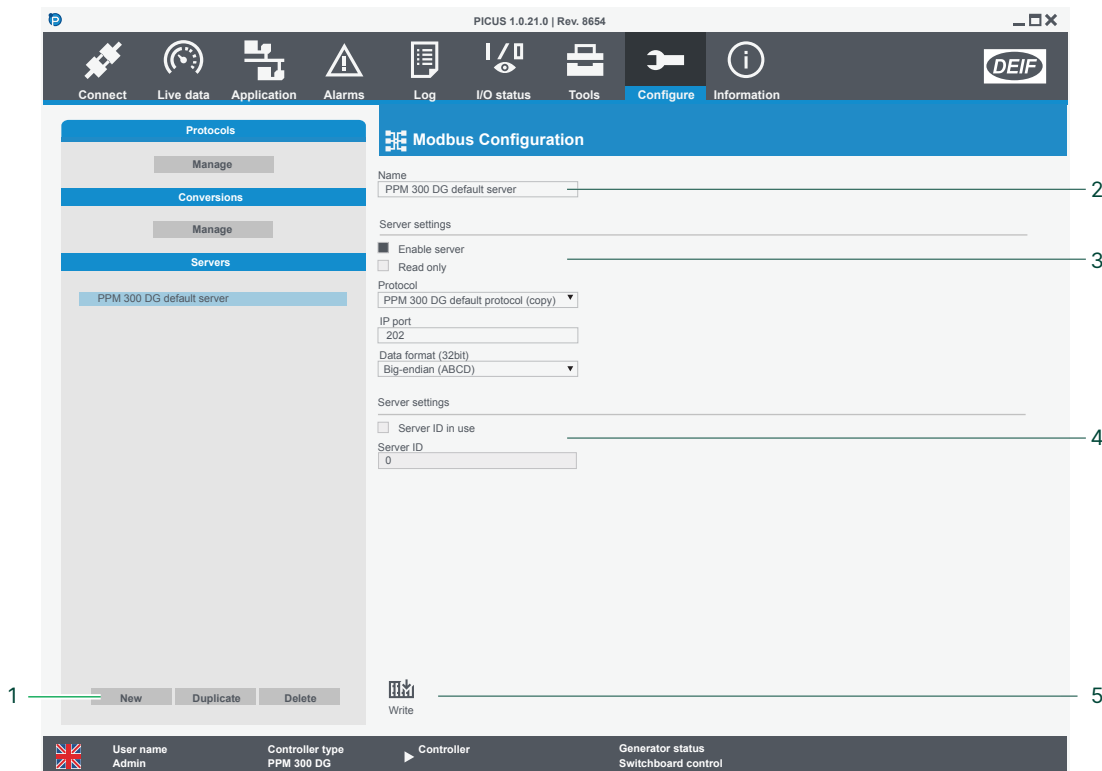 PICUS 1.0.21.0 | Rev. 8654
Connect Live data Application Alarms Log I/O status Tools Configure Information
DEIF
Protocols
Manage
Conversions
Manage
Servers
PPM 300 DG default server
New Duplicate Delete
Modbus Configuration
Name
PPM 300 DG default server
Server settings
Enable server
Read only
Protocol
PPM 300 DG default protocol (copy)
IP port
202
Data format (32bit)
Big-endian (ABCD)
Server settings
Server ID in use
Server ID
0
Write
1
2
3
4
5
User name Controller type Controller Generator status
Admin PPM 300 DG Switchboard control